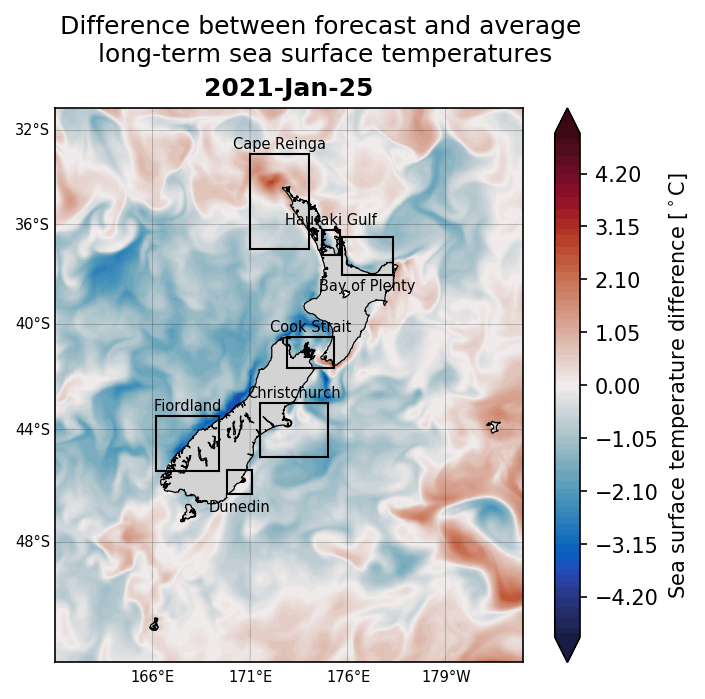 Difference between forecast and average
long-term sea surface temperatures
2021-Jan-25
32°S
36°S
40°S
44°S
48°S
Cape Reinga
Hauraki Gulf
Bay of Plenty
Cook Strait
Christchurch
Fiordland
Dunedin
166°E
171°E
176°E
179°W
4.20
3.15
2.10
1.05
0.00
−1.05
−2.10
−3.15
−4.20
Sea surface temperature difference [°C]